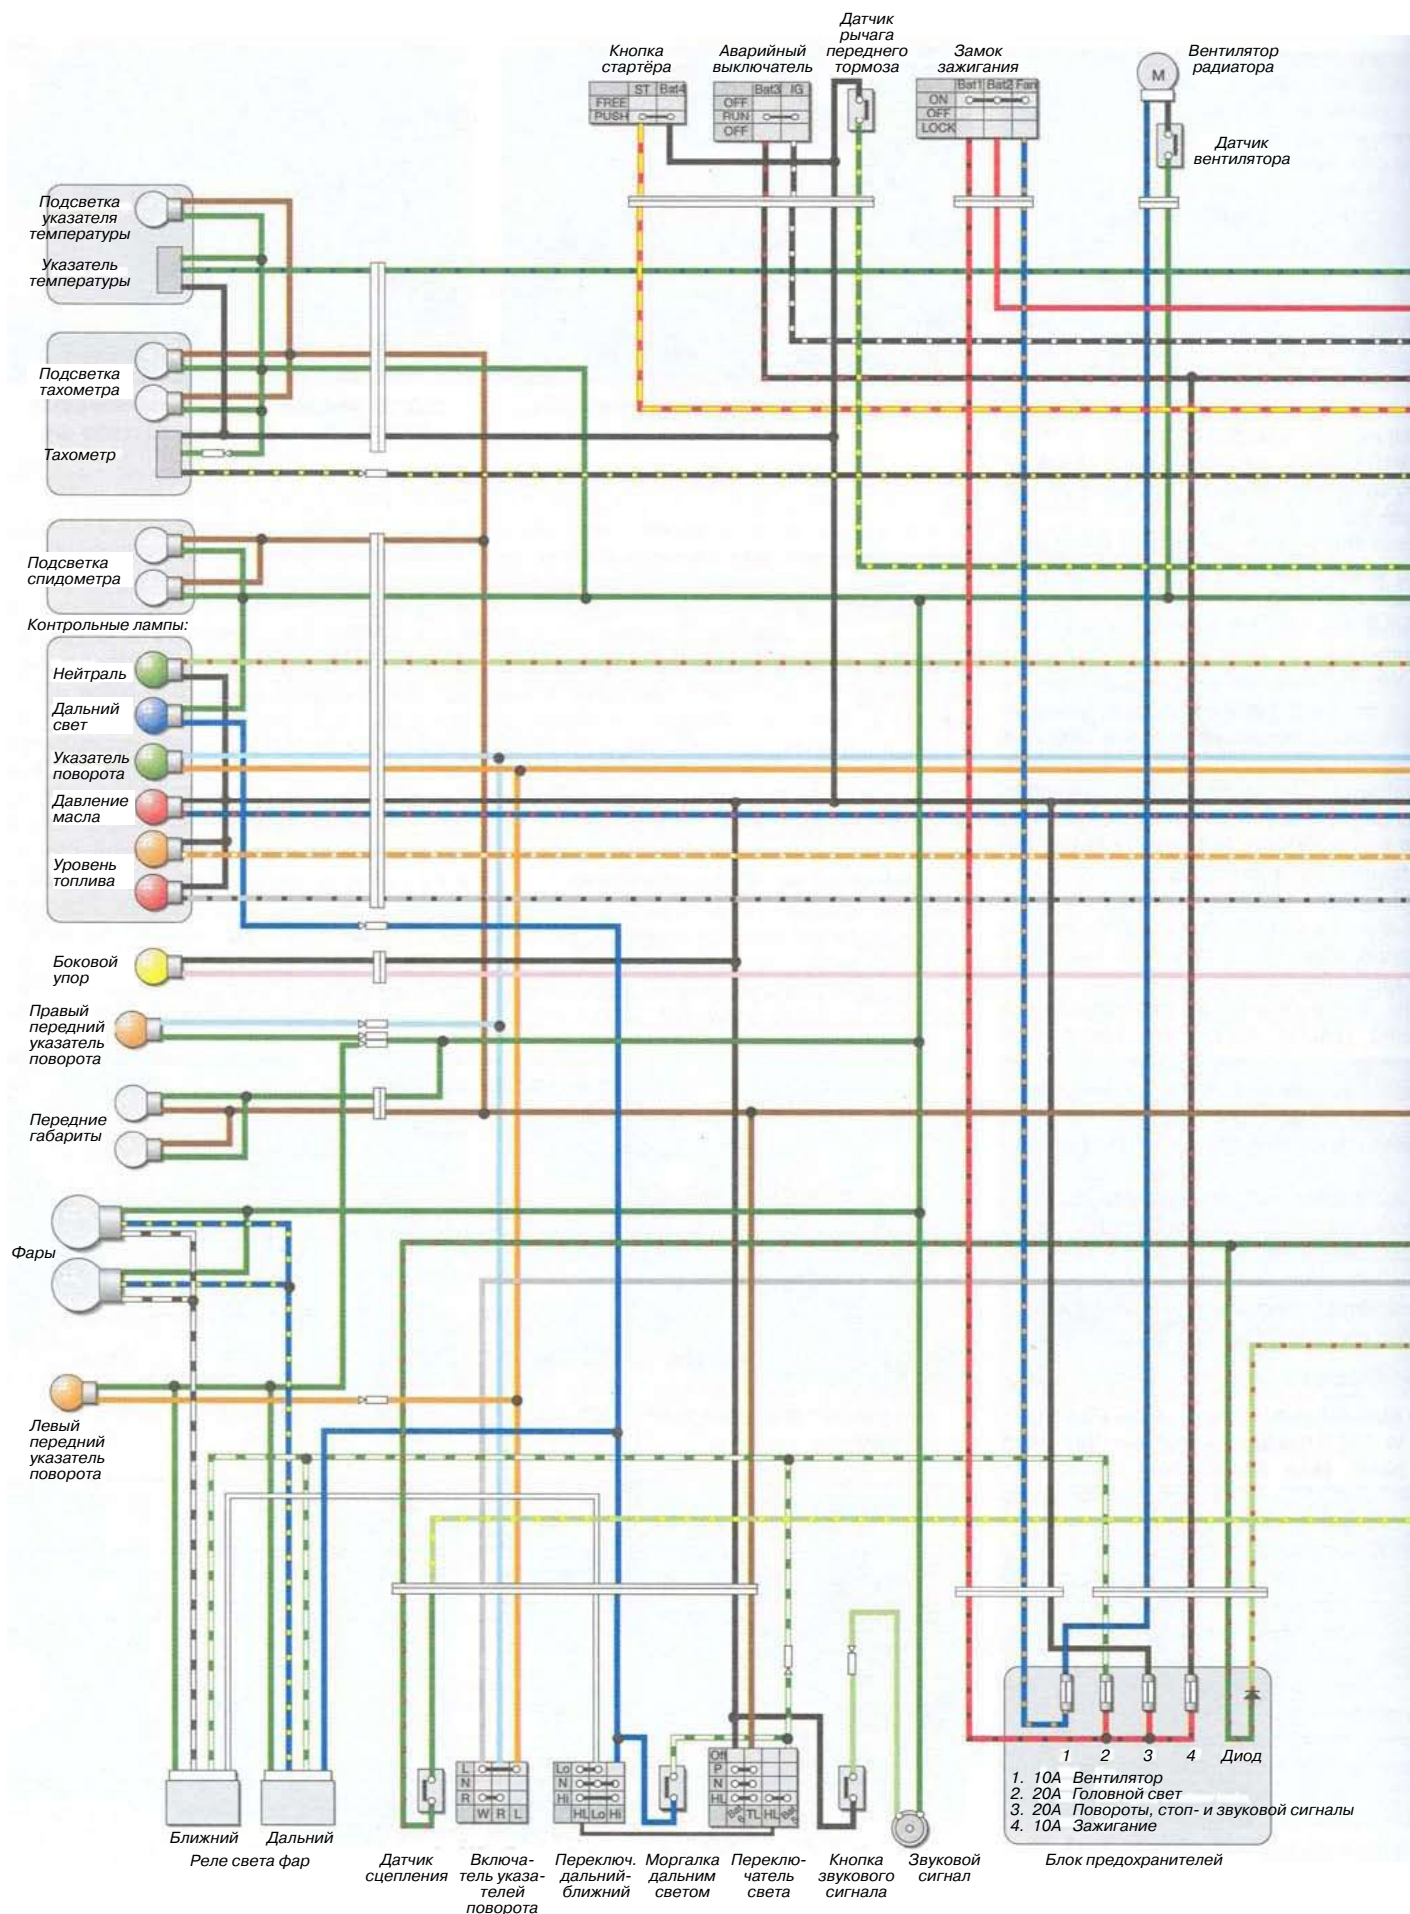 Кнопка
стартёра
Аварийный
выключатель
Датчик
рычага
переднего
тормоза
Замок
зажигания
Вентилятор
радиатора
ST Bat4
FREE
PUSH
Bat3 IG
OFF
RUN
OFF
Bat1 Bat2 Fan
ON
OFF
LOCK
M
Датчик
вентилятора
Подсветка
указателя
температуры
Указатель
температуры
Подсветка
тахометра
Тахометр
Подсветка
спидометра
Контрольные лампы:
Нейтраль
Дальний
свет
Указатель
поворота
Давление
масла
Уровень
топлива
Боковой
упор
Правый
передний
указатель
поворота
Передние
габариты
Фары
Левый
передний
указатель
поворота
L
N
R
W R L
Lo
N
Hi
HL Lo Hi
Off
P
N
HL
TL HL
1 2 3 4 Диод
1. 10А Вентилятор
2. 20А Головной свет
3. 20А Повороты, стоп- и звуковой сигналы
4. 10А Зажигание
Ближний
Дальний
Реле света фар
Датчик
сцепления
Включа-
тель указа-
телей
поворота
Переключ.
дальний-
ближний
Моргалка
дальним
светом
Переклю-
чатель
света
Кнопка
звукового
сигнала
Звуковой
сигнал
Блок предохранителей